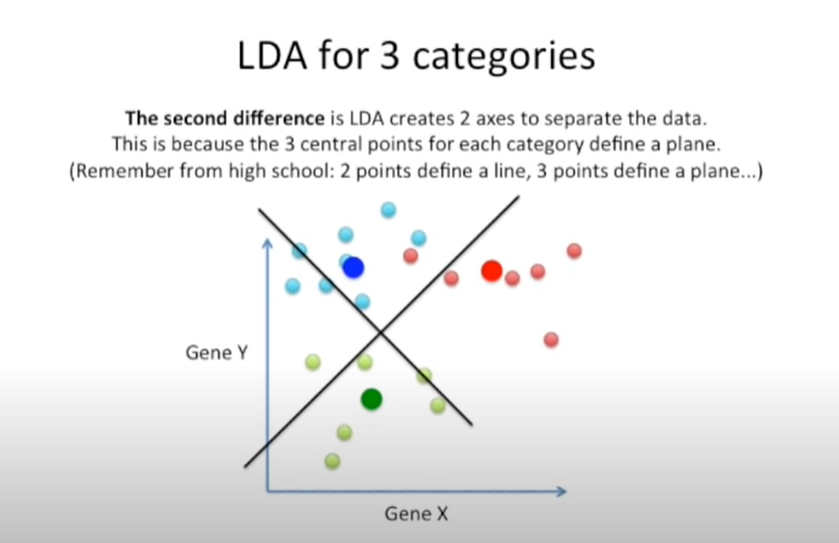 LDA for 3 categories
The second difference is LDA creates 2 axes to separate the data.
This is because the 3 central points for each category define a plane.
(Remember from high school: 2 points define a line, 3 points define a plane...)
Gene Y
Gene X